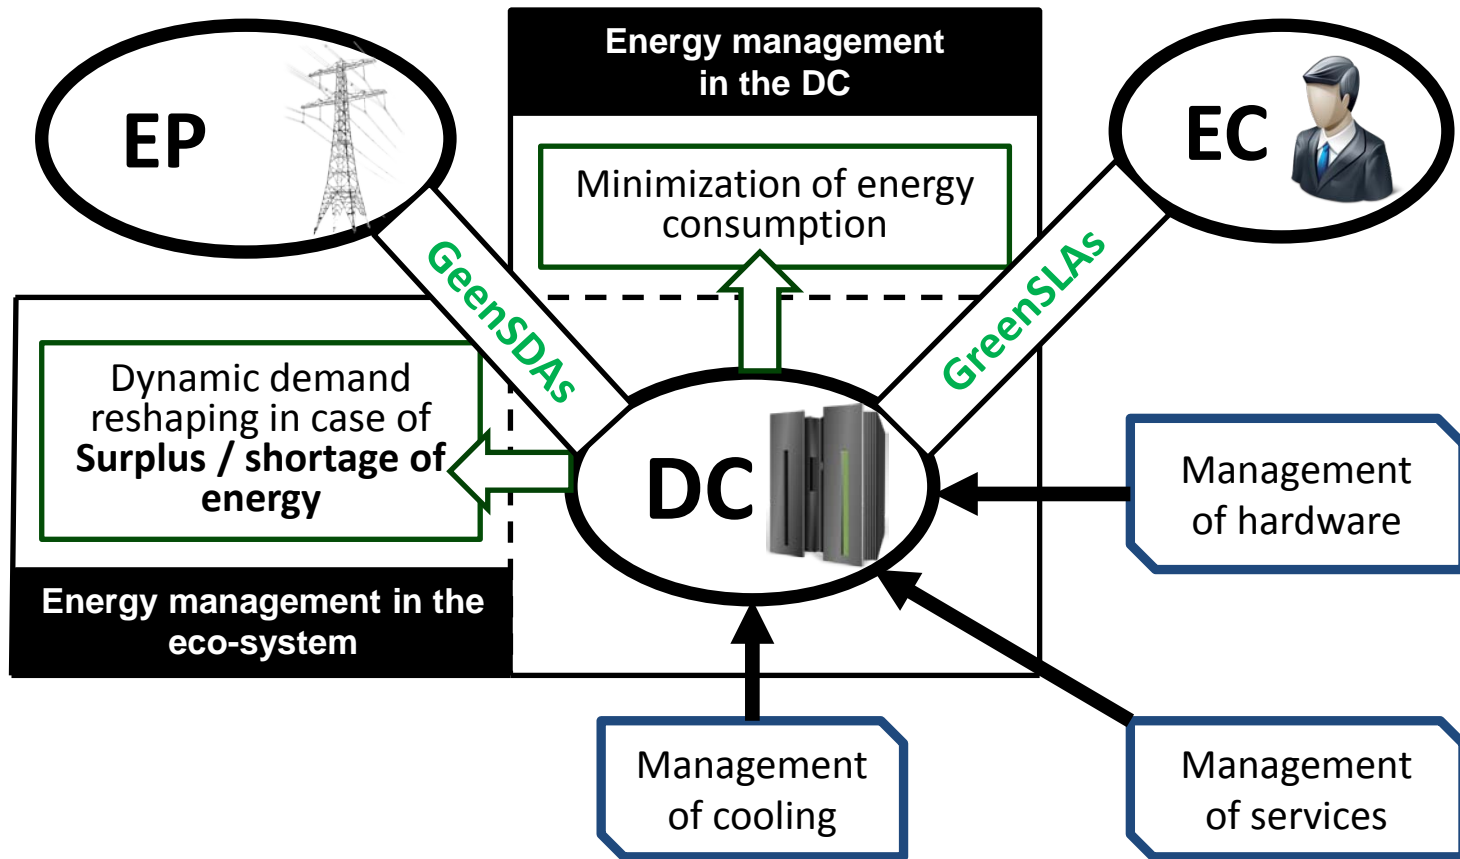 Energy management
in the DC
EP
EC
Minimization of energy
consumption
GeenSDAs
GreenSLAs
Dynamic demand
reshaping in case of
Surplus / shortage of
energy
DC
Management
of hardware
Energy management in the
eco-system
Management
of cooling
Management
of services